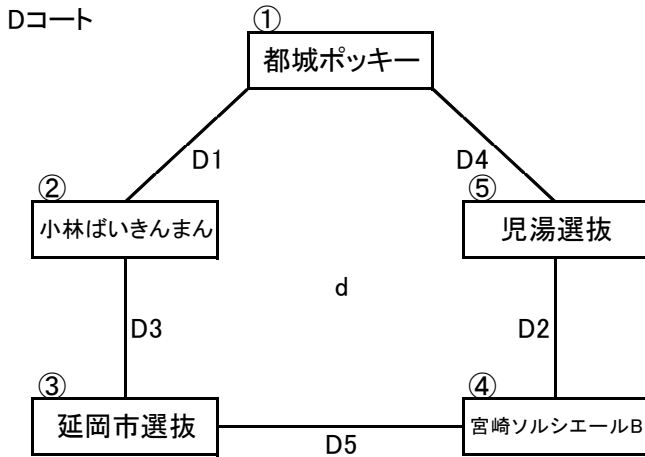 Dコート
①
都城ポッキー
D1
D4
②
小林ばいきんまん
⑤
児湯選抜
d
D3
D2
③
延岡市選抜
④
宮崎ソルシエールB
D5